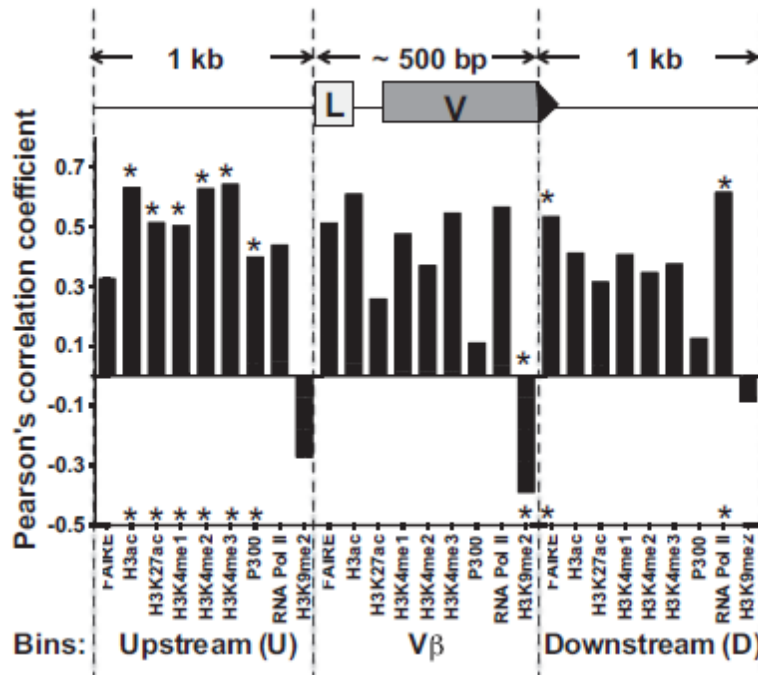 1 kb ~ 500 bp 1 kb
L V
Pearson's correlation coefficient
0.7
0.5
0.3
0.1
-0.1
-0.3
-0.5
* * * * * *
*
* *
* * * * * * * * *
FAIRE H3ac H3K27ac H3K4me1 H3K4me2 H3K4me3 P300 RNA Pol II H3K9me2
FAIRE H3ac H3K27ac H3K4me1 H3K4me2 H3K4me3 P300 RNA Pol II H3K9me2
FAIRE H3ac H3K27ac H3K4me1 H3K4me2 H3K4me3 P300 RNA Pol II H3K9me2
Bins: Upstream (U) Vβ Downstream (D)